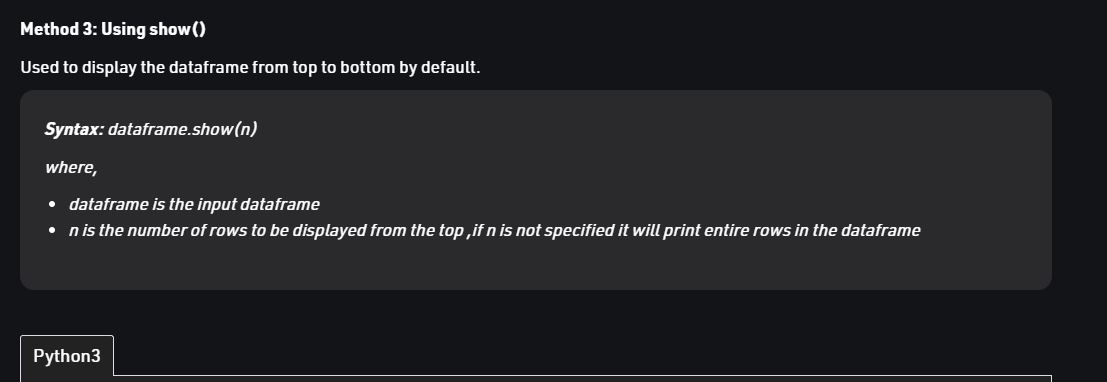 Method 3: Using show()
Used to display the dataframe from top to bottom by default.
Syntax: dataframe.show(n)
where,
• dataframe is the input dataframe
• n is the number of rows to be displayed from the top ,if n is not specified it will print entire rows in the dataframe
Python3